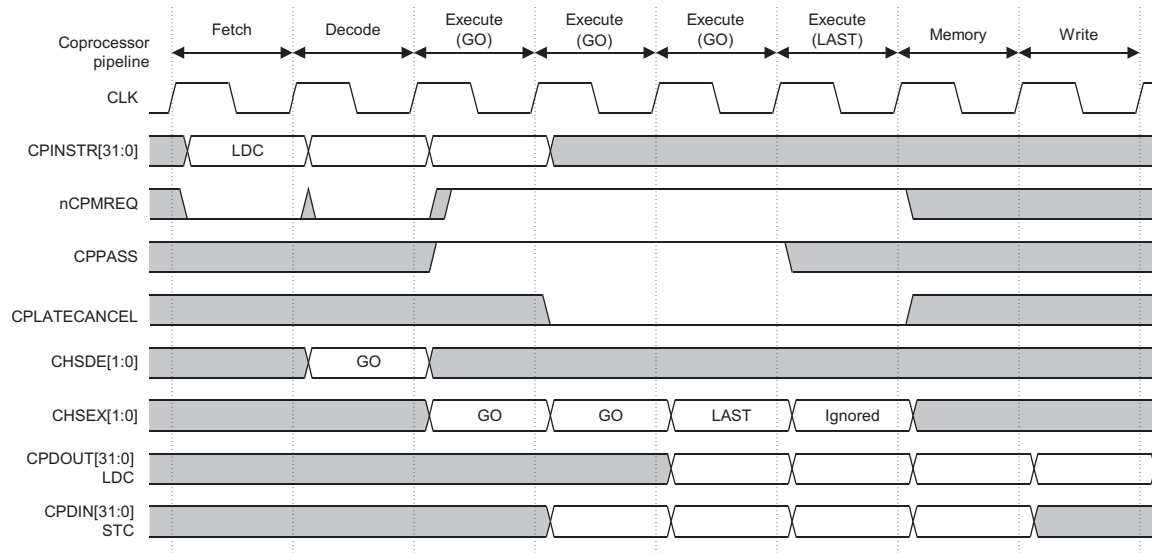 Coprocessor
pipeline
Fetch
Decode
Execute
(GO)
Execute
(GO)
Execute
(GO)
Execute
(LAST)
Memory
Write
CLK
CPINSTR[31:0]
LDC
nCPMREQ
CPPASS
CPLATECANCEL
CHSDE[1:0]
GO
CHSEX[1:0]
GO
GO
LAST
Ignored
CPDOUT[31:0]
LDC
CPDIN[31:0]
STC